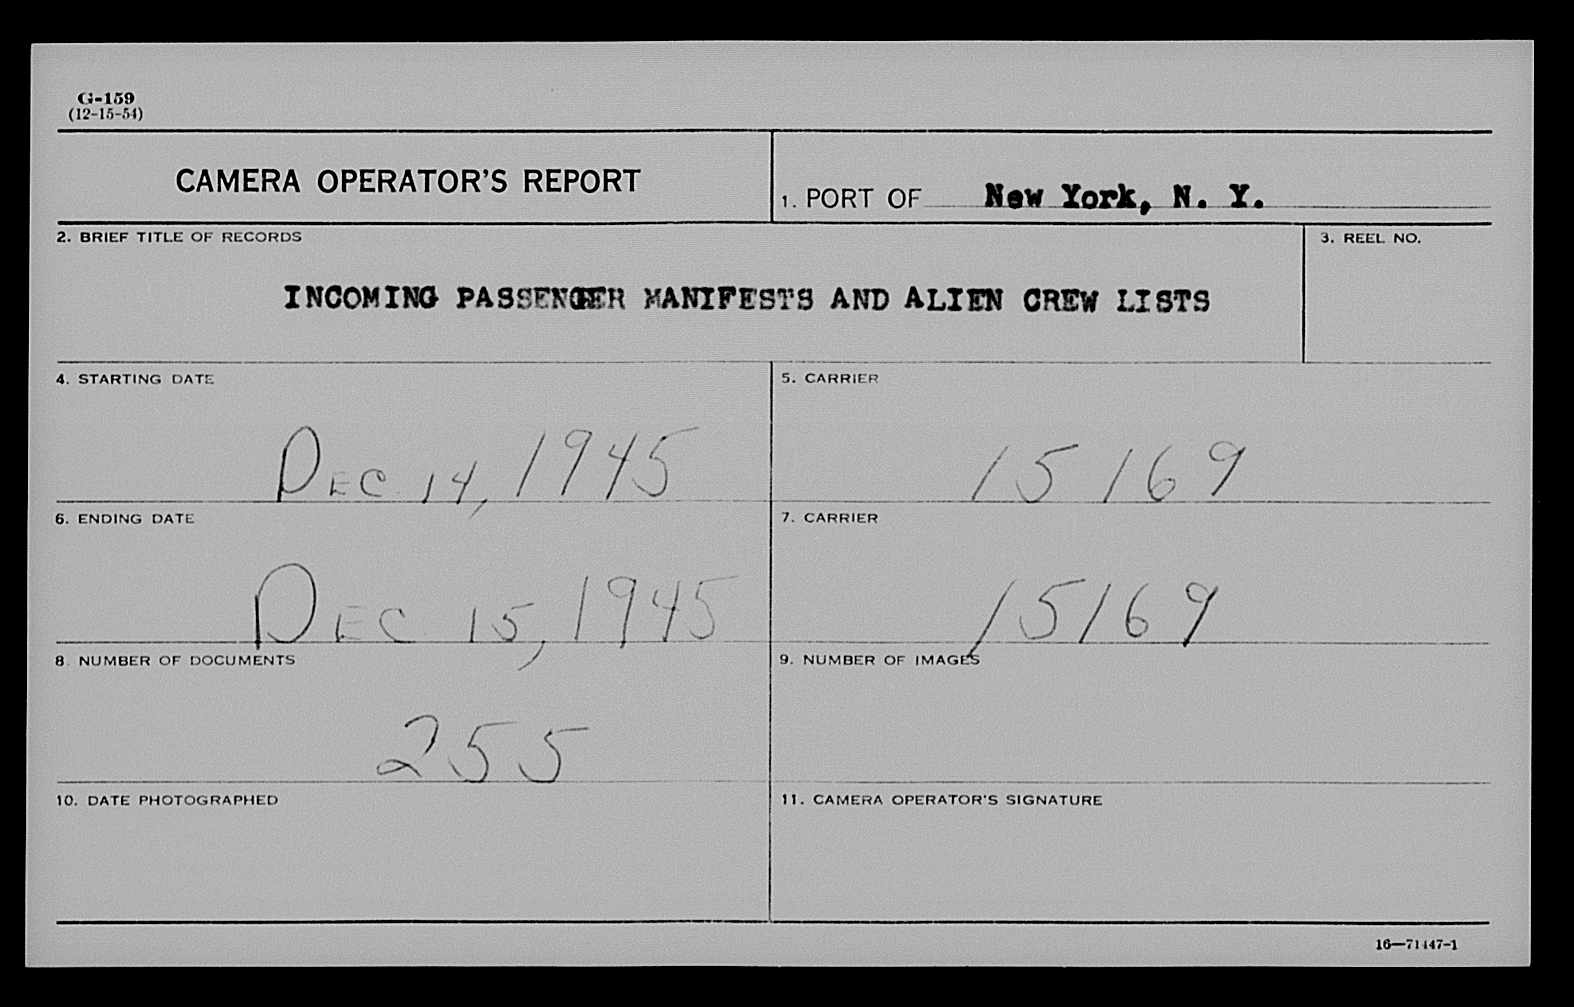 G-159
(12-15-54)
CAMERA OPERATOR'S REPORT
1. PORT OF New York, N. Y.
2. BRIEF TITLE OF RECORDS
3. REEL NO.
INCOMING PASSENGER MANIFESTS AND ALIEN CREW LISTS
4. STARTING DATE
5. CARRIER
DEC 14, 1945
15169
6. ENDING DATE
7. CARRIER
DEC 15, 1945
15169
8. NUMBER OF DOCUMENTS
9. NUMBER OF IMAGES
255
10. DATE PHOTOGRAPHED
11. CAMERA OPERATOR'S SIGNATURE
16—71447-1